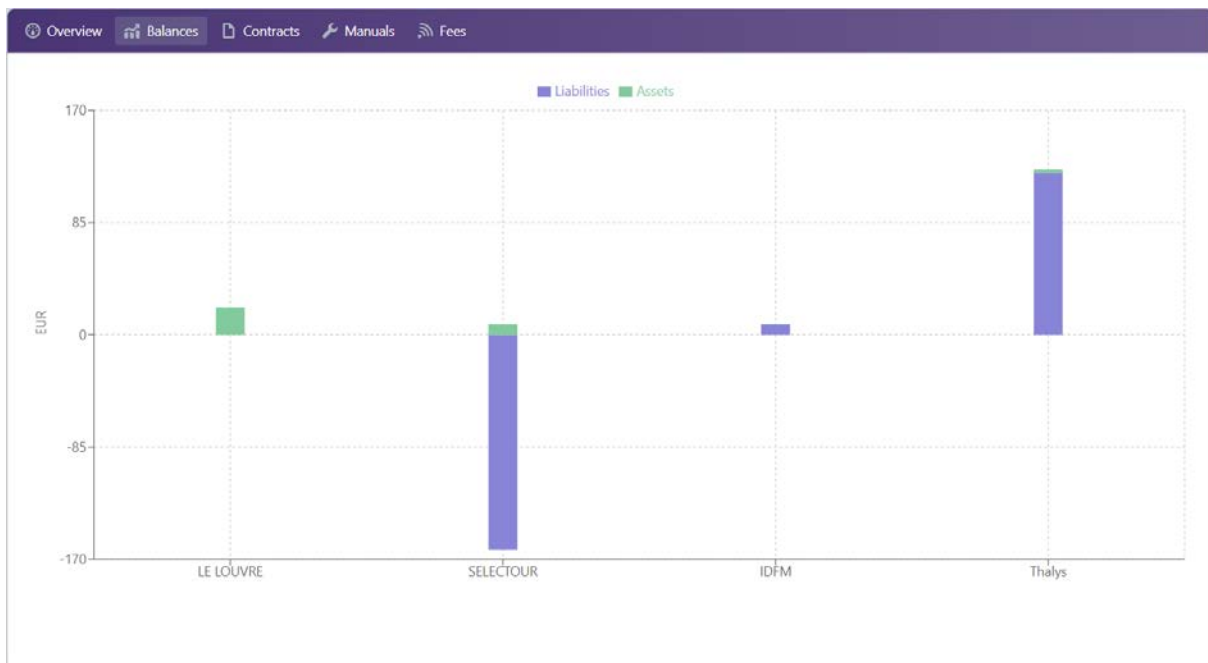 Overview Balances Contracts Manuals Fees
Liabilities Assets
170
85
EUR
0
-85
-170
LE LOUVRE SELECTOUR IDFM Thalys